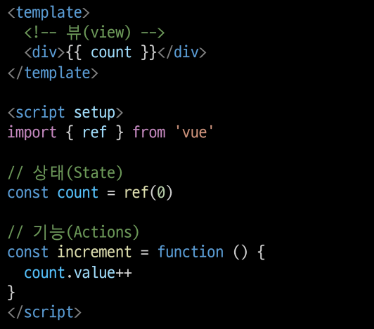 <template>
  <!-- 뷰(view) -->
  <div>{{ count }}</div>
</template>

<script setup>
import { ref } from 'vue'

// 상태(State)
const count = ref(0)

// 기능(Actions)
const increment = function () {
  count.value++
}
</script>